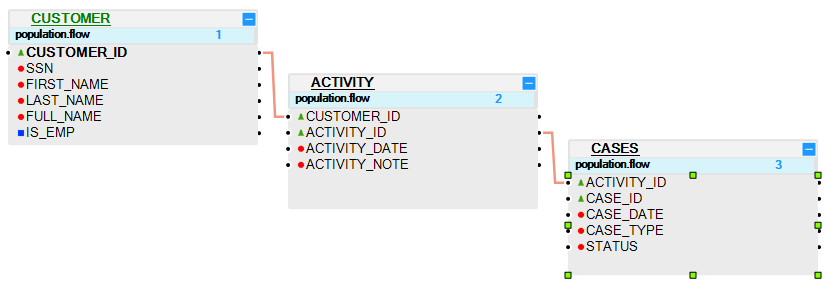 CUSTOMER
population.flow 1
CUSTOMER_ID
SSN
FIRST_NAME
LAST_NAME
FULL_NAME
IS_EMP
ACTIVITY
population.flow 2
CUSTOMER_ID
ACTIVITY_ID
ACTIVITY_DATE
ACTIVITY_NOTE
CASES
population.flow 3
ACTIVITY_ID
CASE_ID
CASE_DATE
CASE_TYPE
STATUS